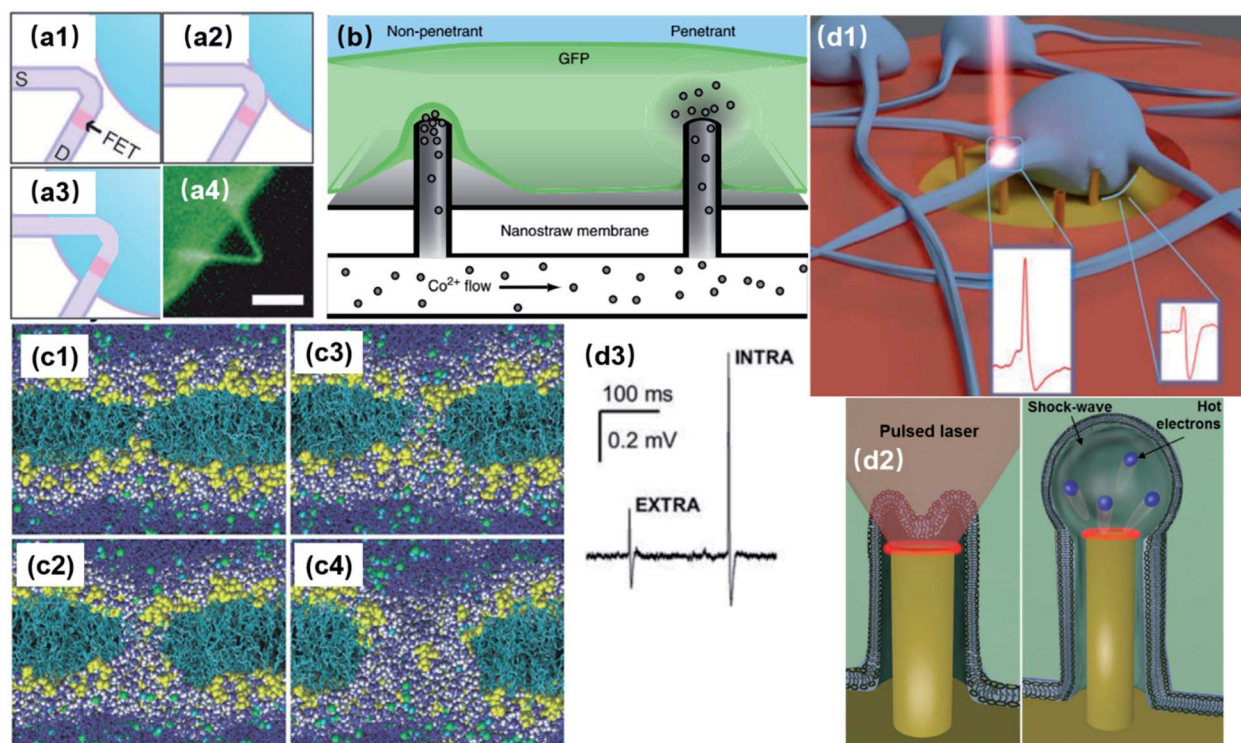 (a1)
S
FET
D
(a2)
(a3)
(a4)
(b)
Non-penetrant
Penetrant
GFP
Nanostraw membrane
Co²⁺ flow
(d1)
(c1)
(c3)
(c2)
(c4)
(d3)
INTRA
100 ms
0.2 mV
EXTRA
Pulsed laser
(d2)
Shock-wave
Hot
electrons